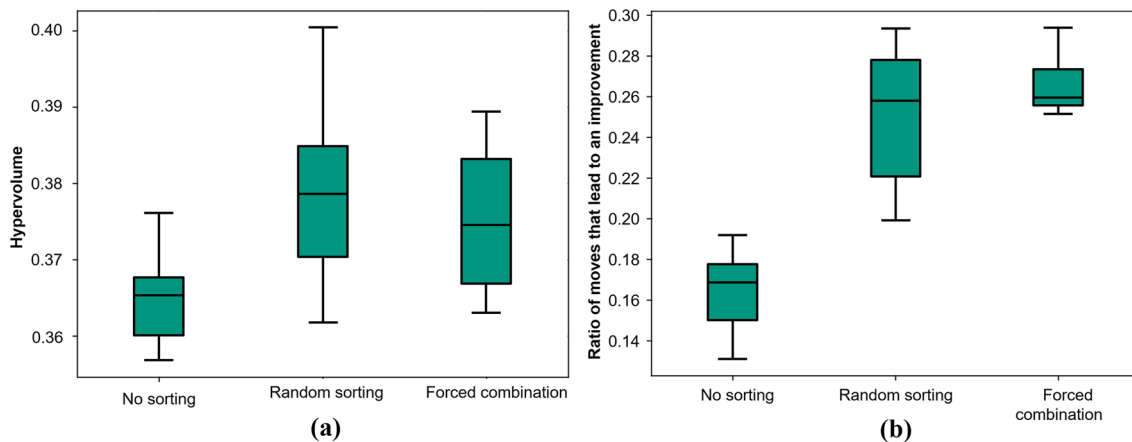 Hypervolume
0.40
0.39
0.38
0.37
0.36
No sorting
Random sorting
Forced combination
(a)
Ratio of moves that lead to an improvement
0.30
0.28
0.26
0.24
0.22
0.20
0.18
0.16
0.14
No sorting
Random sorting
Forced
combination
(b)